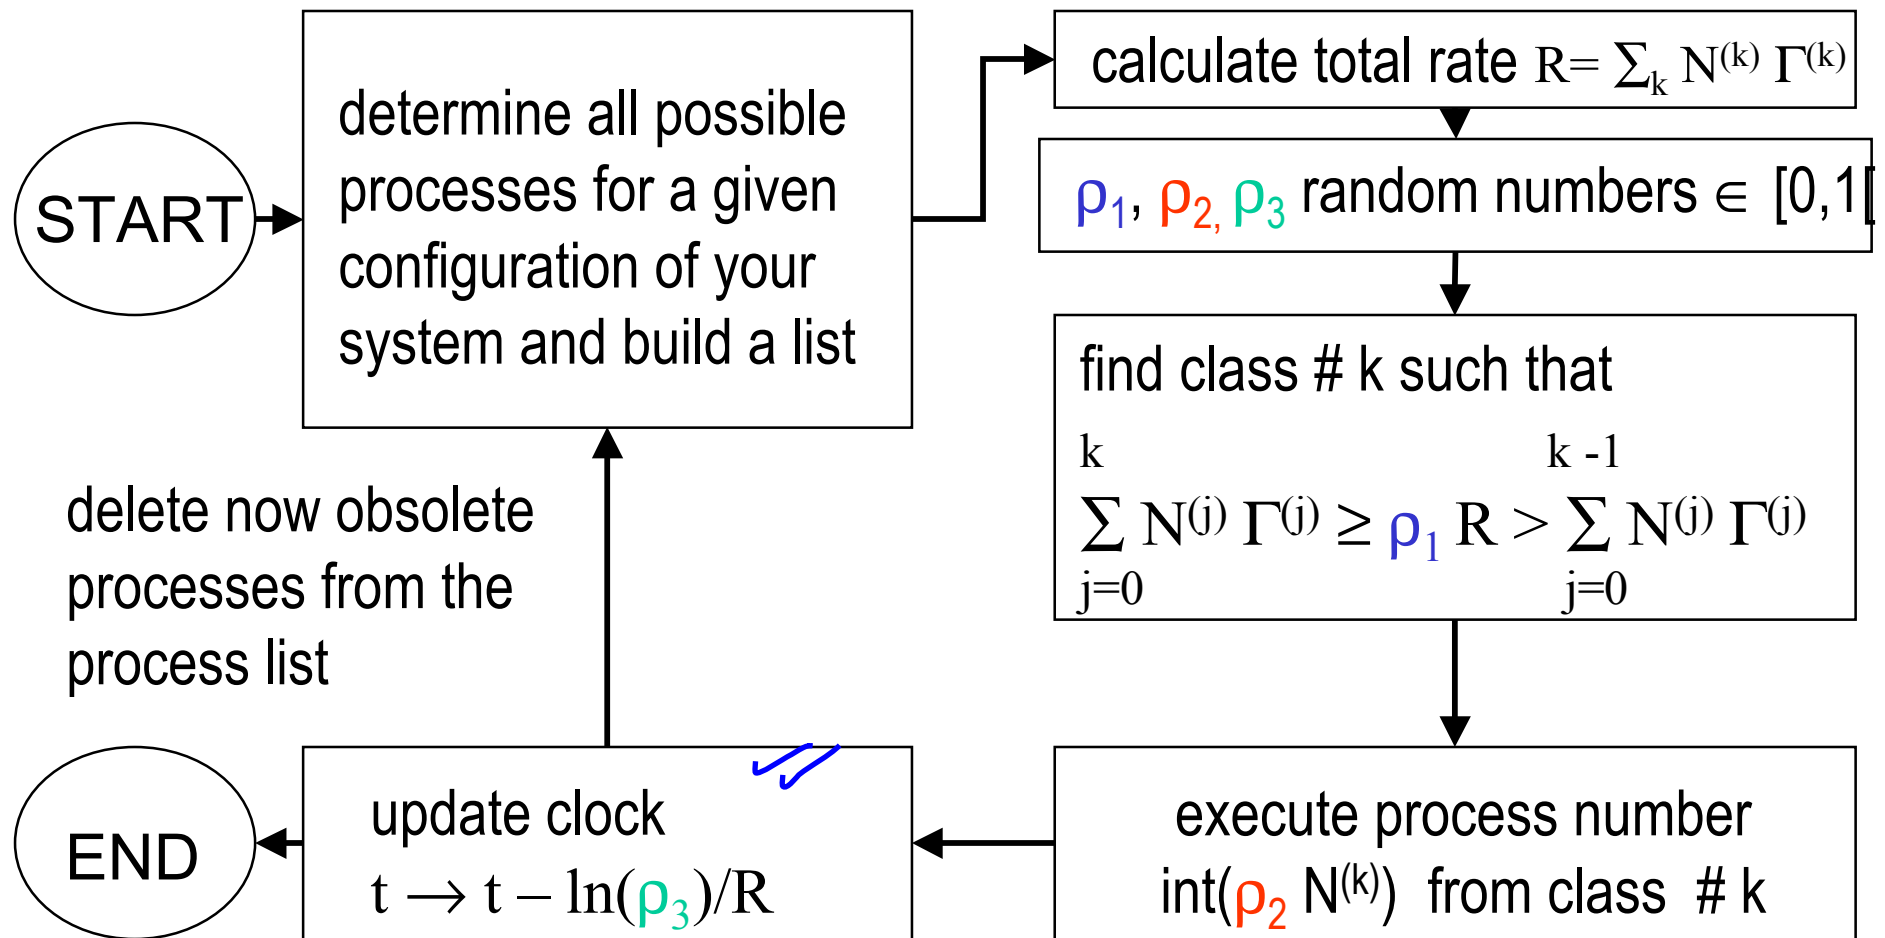 START
determine all possible
processes for a given
configuration of your
system and build a list
calculate total rate R= ∑ₖ N⁽ᵏ⁾ Γ⁽ᵏ⁾
ρ₁, ρ₂, ρ₃ random numbers ∈ [0,1[
find class # k such that
k k -1
∑ N⁽ʲ⁾ Γ⁽ʲ⁾ ≥ ρ₁ R > ∑ N⁽ʲ⁾ Γ⁽ʲ⁾
j=0 j=0
execute process number
int(ρ₂ N⁽ᵏ⁾) from class # k
update clock
t → t – ln(ρ₃)/R
delete now obsolete
processes from the
process list
END